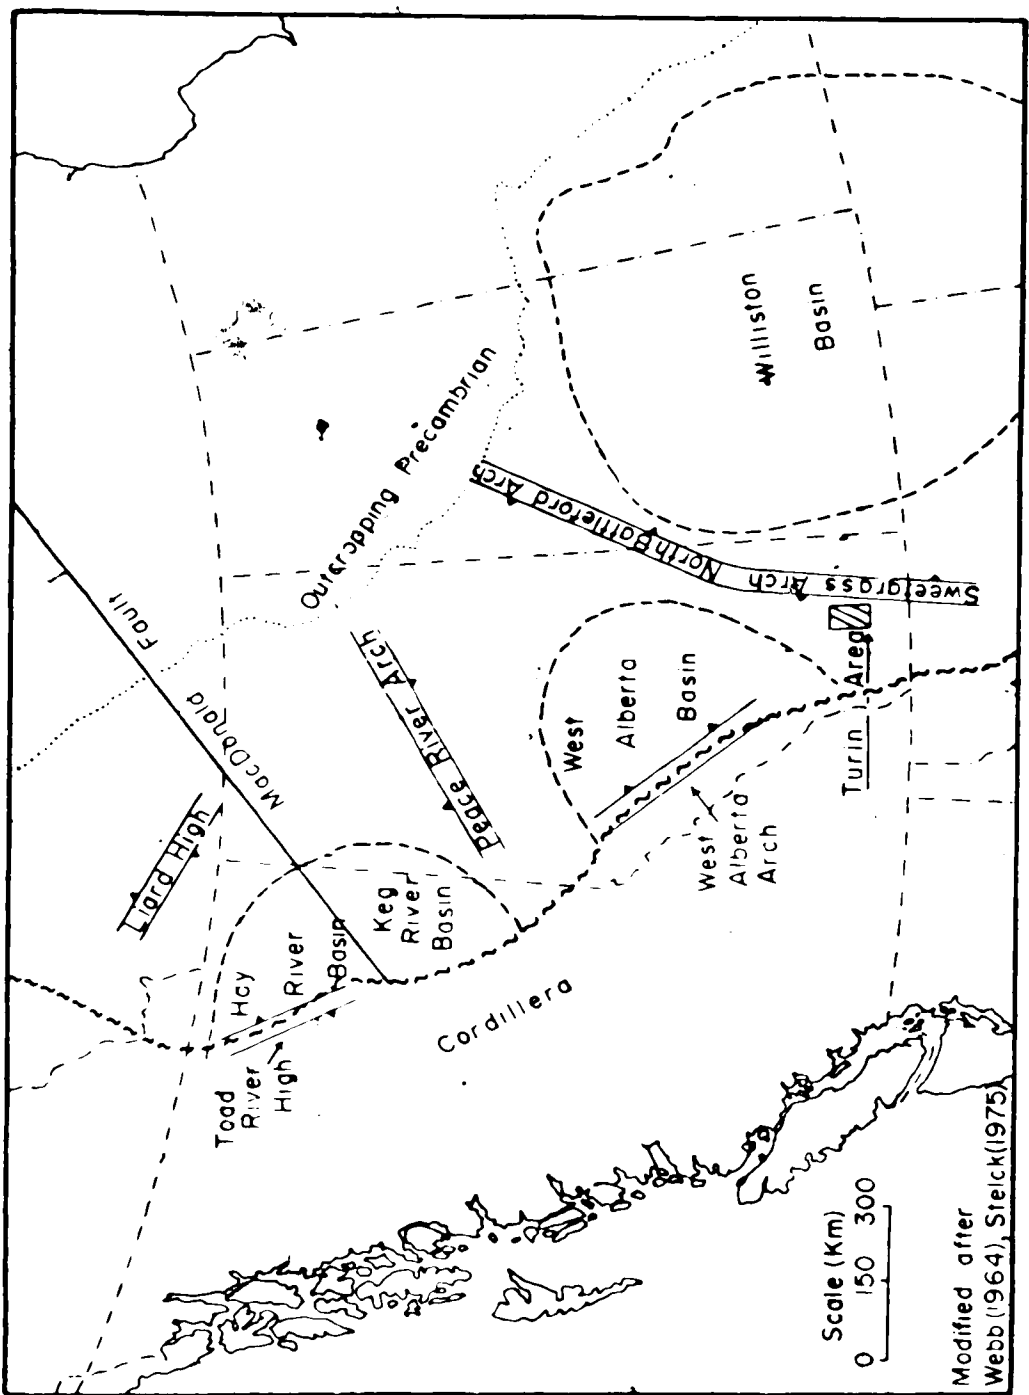 Fault
MacDonald
Outcropping Precambrian
Liard High
Peace River Arch
Hay
River
Basin
Keg
River
Basin
Toad
River
High
Cordillera
North Battleford Arch
Sweetgrass Arch
Williston
Basin
West
Alberta
Basin
West
Alberta
Arch
Turin Area
Scale (Km)
0 150 300
Modified after
Webb (1964), Stelck (1975)